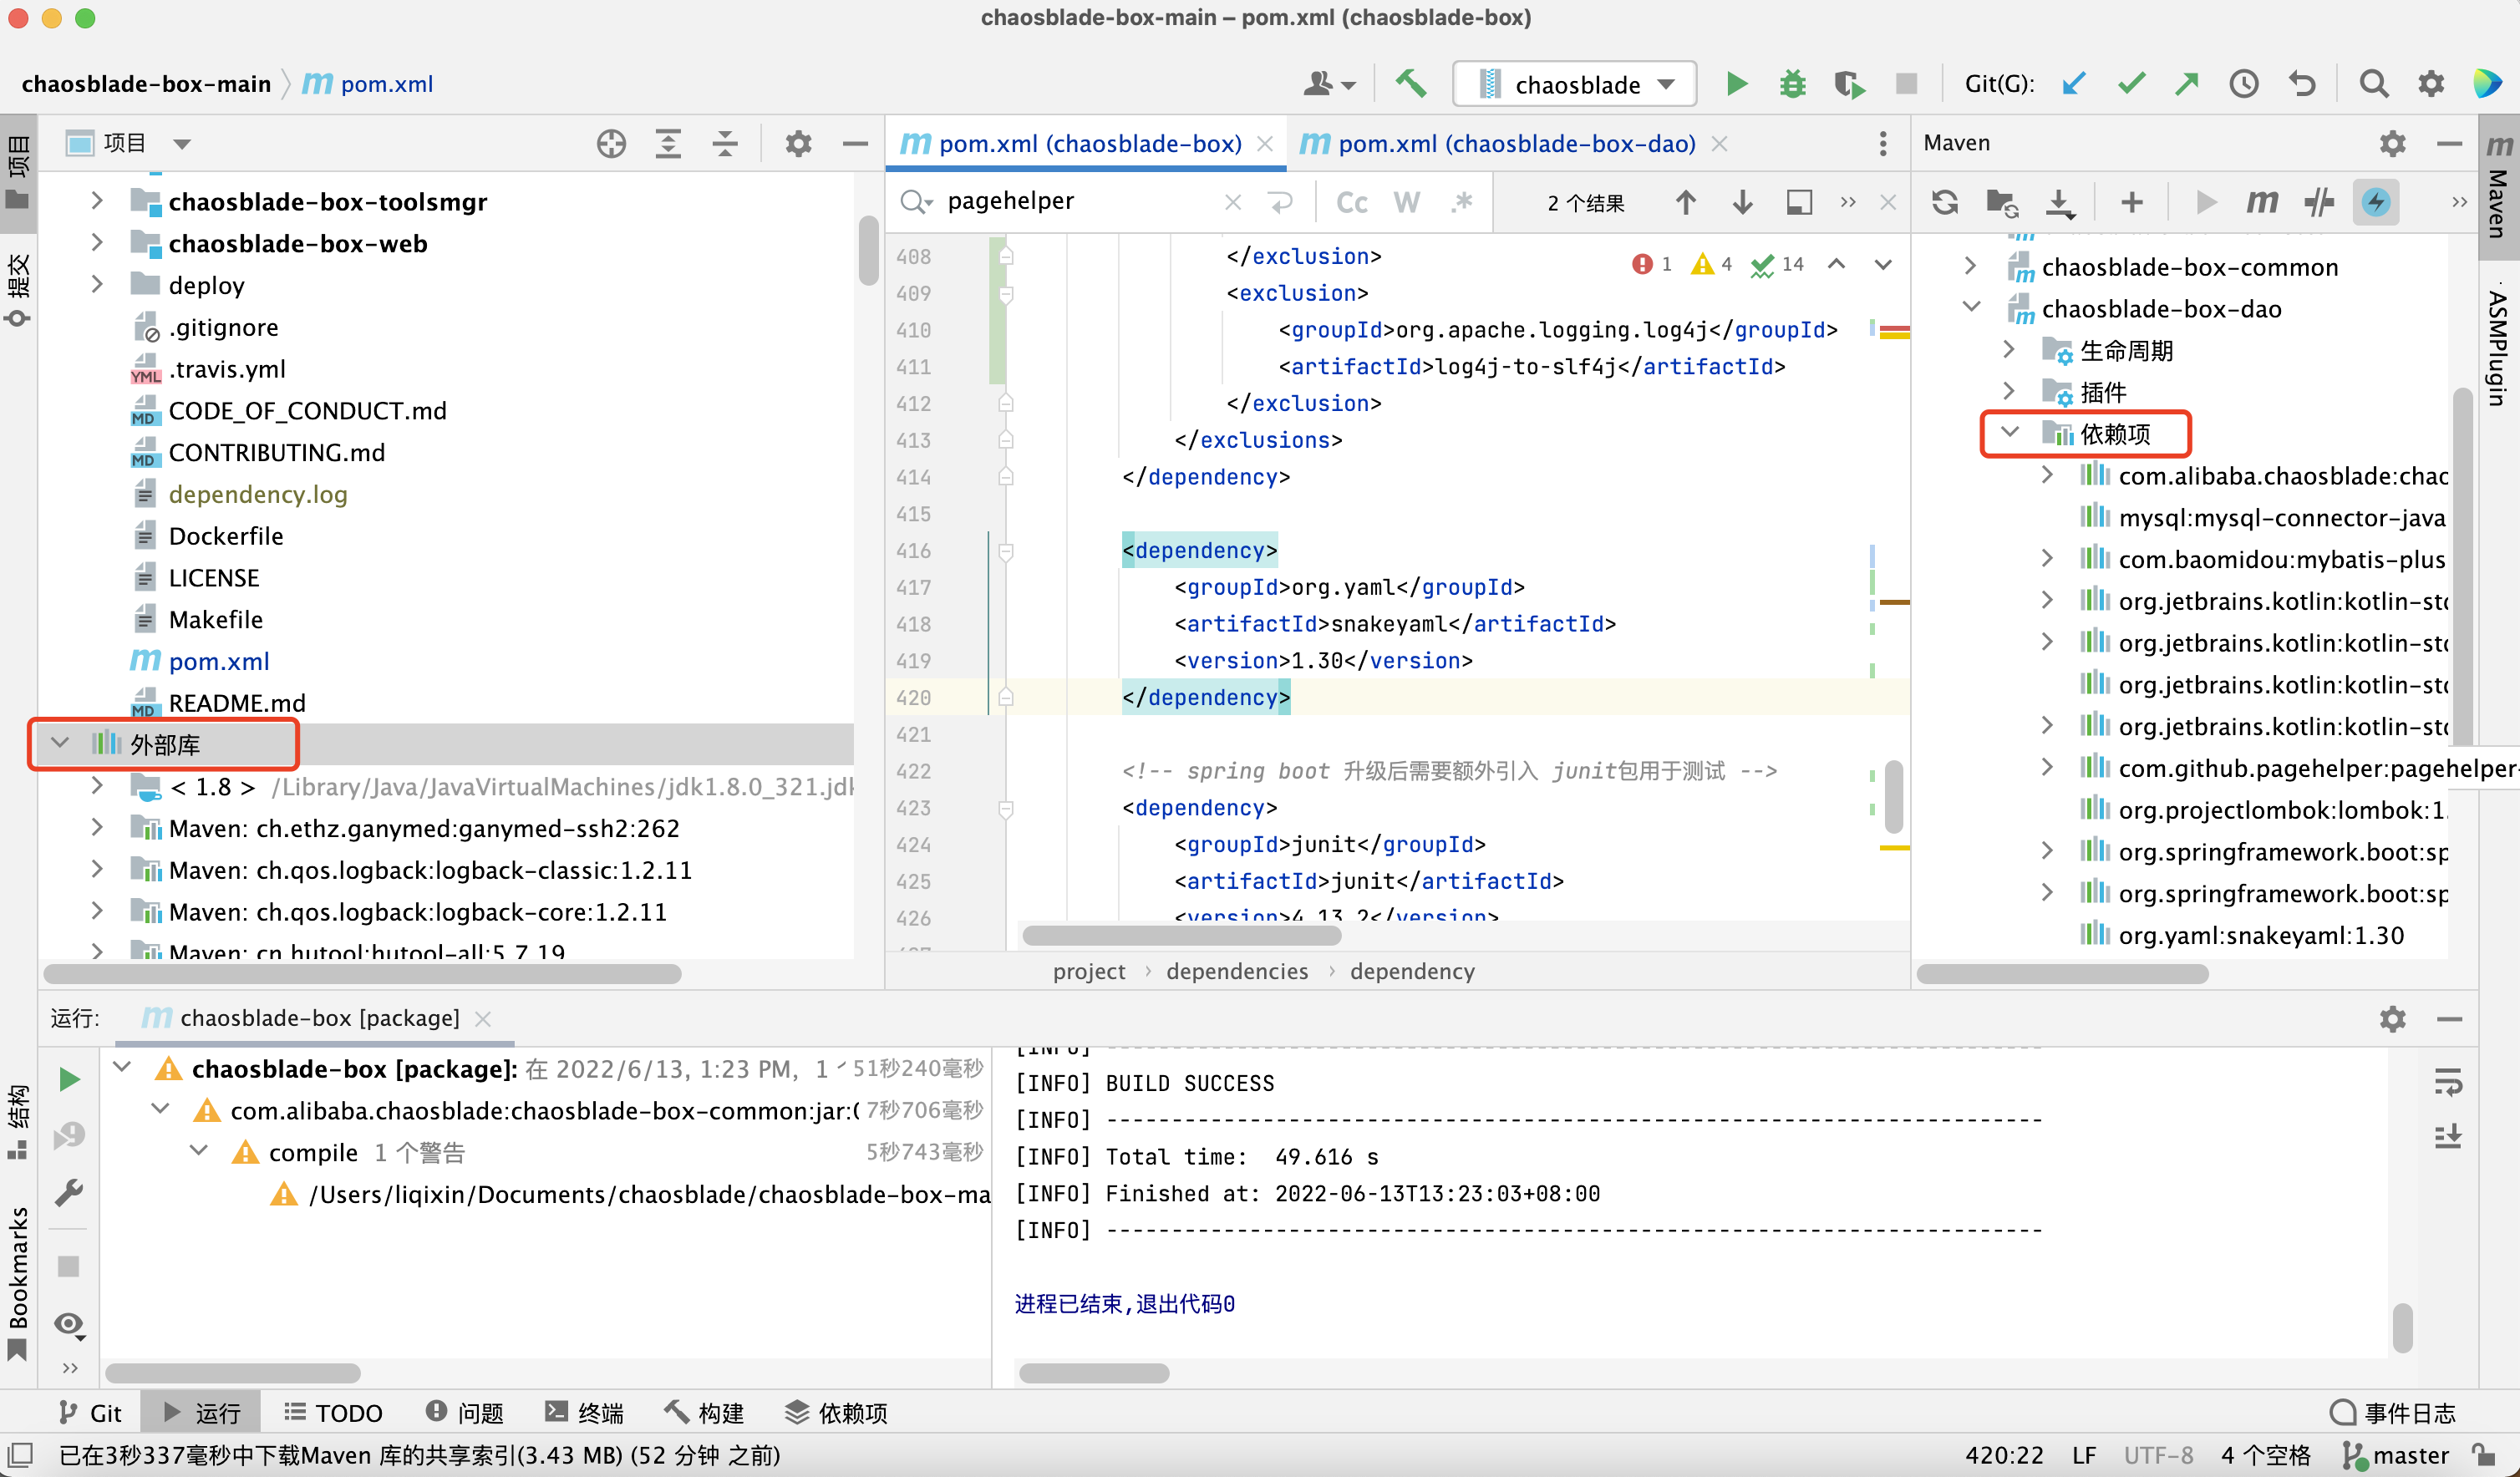 chaosblade-box-main – pom.xml (chaosblade-box)
chaosblade-box-main
pom.xml
chaosblade
Git(G):
项目
提交
结构
Bookmarks
项目
chaosblade-box-toolsmgr
chaosblade-box-web
deploy
.gitignore
.travis.yml
CODE_OF_CONDUCT.md
CONTRIBUTING.md
dependency.log
Dockerfile
LICENSE
Makefile
pom.xml
README.md
外部库
< 1.8 > /Library/Java/JavaVirtualMachines/jdk1.8.0_321.jdk
Maven: ch.ethz.ganymed:ganymed-ssh2:262
Maven: ch.qos.logback:logback-classic:1.2.11
Maven: ch.qos.logback:logback-core:1.2.11
Maven: cn.hutool:hutool-all:5.7.19
pom.xml (chaosblade-box)
pom.xml (chaosblade-box-dao)
pagehelper
Cc W .*
2 个结果
1 4 14
408 </exclusion>
409 <exclusion>
410 <groupId>org.apache.logging.log4j</groupId>
411 <artifactId>log4j-to-slf4j</artifactId>
412 </exclusion>
413 </exclusions>
414 </dependency>
415
416 <dependency>
417 <groupId>org.yaml</groupId>
418 <artifactId>snakeyaml</artifactId>
419 <version>1.30</version>
420 </dependency>
421
422 <!-- spring boot 升级后需要额外引入 junit包用于测试 -->
423 <dependency>
424 <groupId>junit</groupId>
425 <artifactId>junit</artifactId>
426 <version>4.13.2</version>
project › dependencies › dependency
Maven
chaosblade-box-common
chaosblade-box-dao
生命周期
插件
依赖项
com.alibaba.chaosblade:chao
mysql:mysql-connector-java
com.baomidou:mybatis-plus
org.jetbrains.kotlin:kotlin-std
org.jetbrains.kotlin:kotlin-std
org.jetbrains.kotlin:kotlin-std
org.jetbrains.kotlin:kotlin-std
com.github.pagehelper:pagehelper-
org.projectlombok:lombok:1.
org.springframework.boot:sp
org.springframework.boot:sp
org.yaml:snakeyaml:1.30
Maven
ASMPlugin
运行:
chaosblade-box [package]
chaosblade-box [package]: 在 2022/6/13, 1:23 PM, 1 51秒240毫秒
com.alibaba.chaosblade:chaosblade-box-common:jar: 7秒706毫秒
compile 1 个警告 5秒743毫秒
/Users/liqixin/Documents/chaosblade/chaosblade-box-ma
[INFO] ------------------------------------------------------------------------
[INFO] BUILD SUCCESS
[INFO] ------------------------------------------------------------------------
[INFO] Total time:  49.616 s
[INFO] Finished at: 2022-06-13T13:23:03+08:00
[INFO] ------------------------------------------------------------------------
进程已结束,退出代码0
Git
运行
TODO
问题
终端
构建
依赖项
事件日志
已在3秒337毫秒中下载Maven 库的共享索引(3.43 MB) (52 分钟 之前)
420:22 LF UTF-8 4 个空格 master